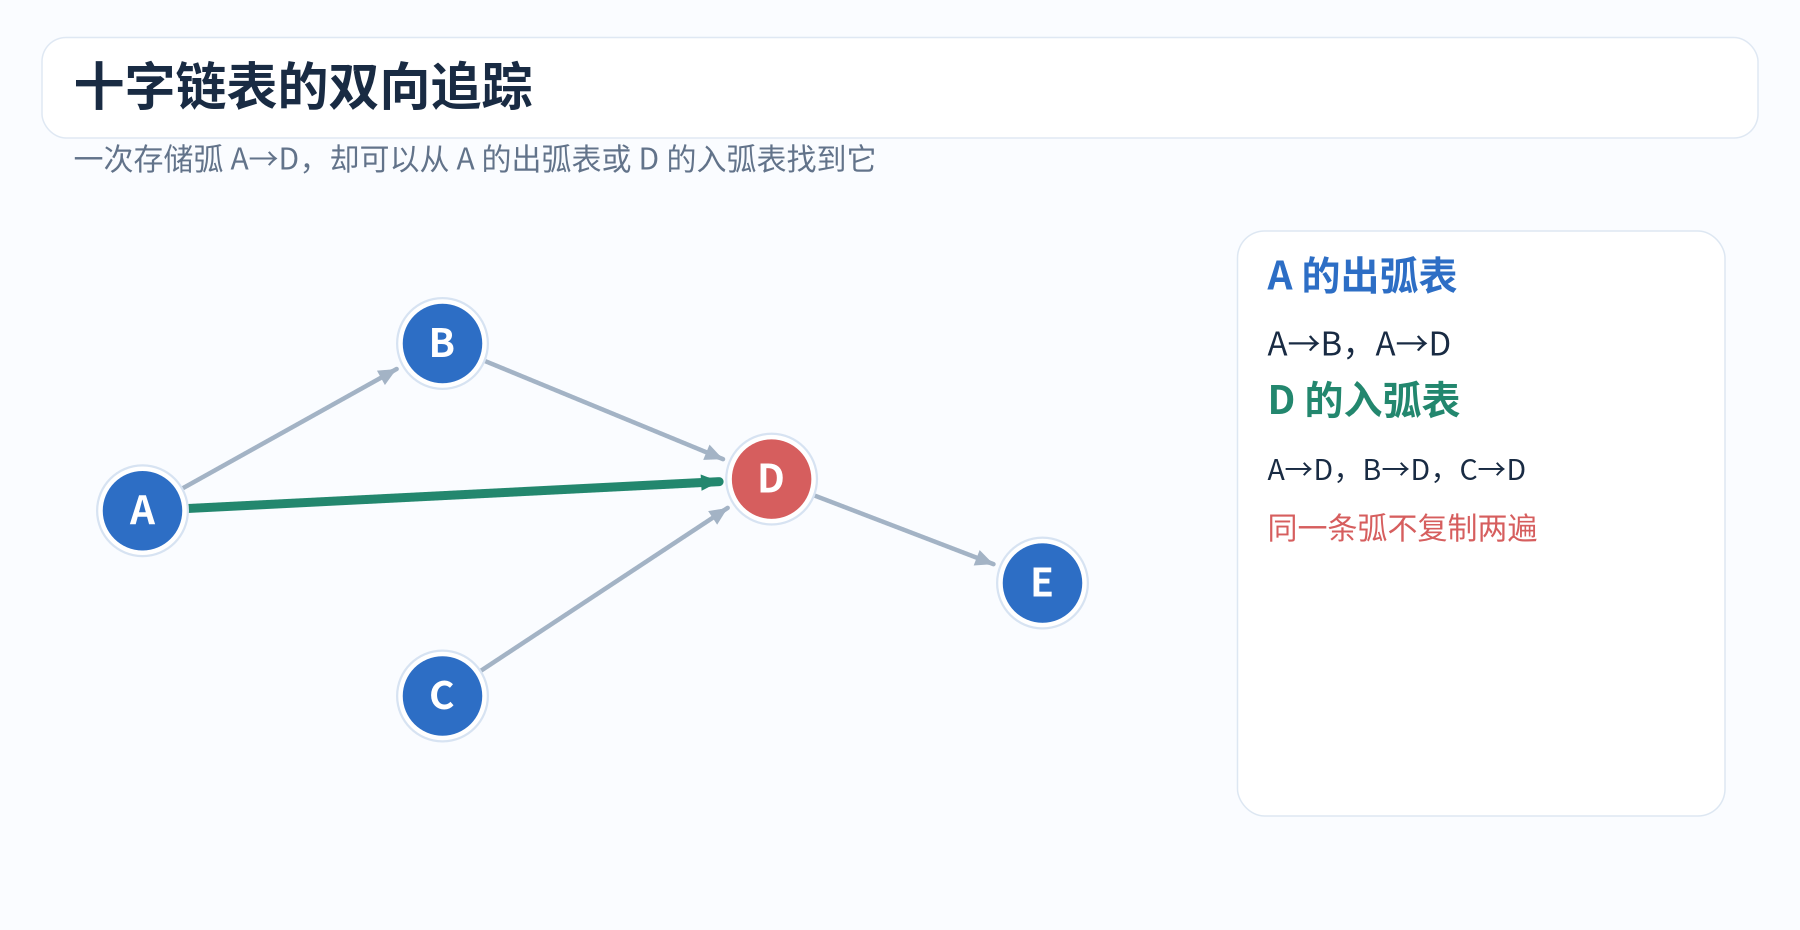 十字链表的双向追踪
一次存储弧 A→D，却可以从 A 的出弧表或 D 的入弧表找到它
A 的出弧表
A→B，A→D
D 的入弧表
A→D，B→D，C→D
同一条弧不复制两遍
B
D
A
E
C